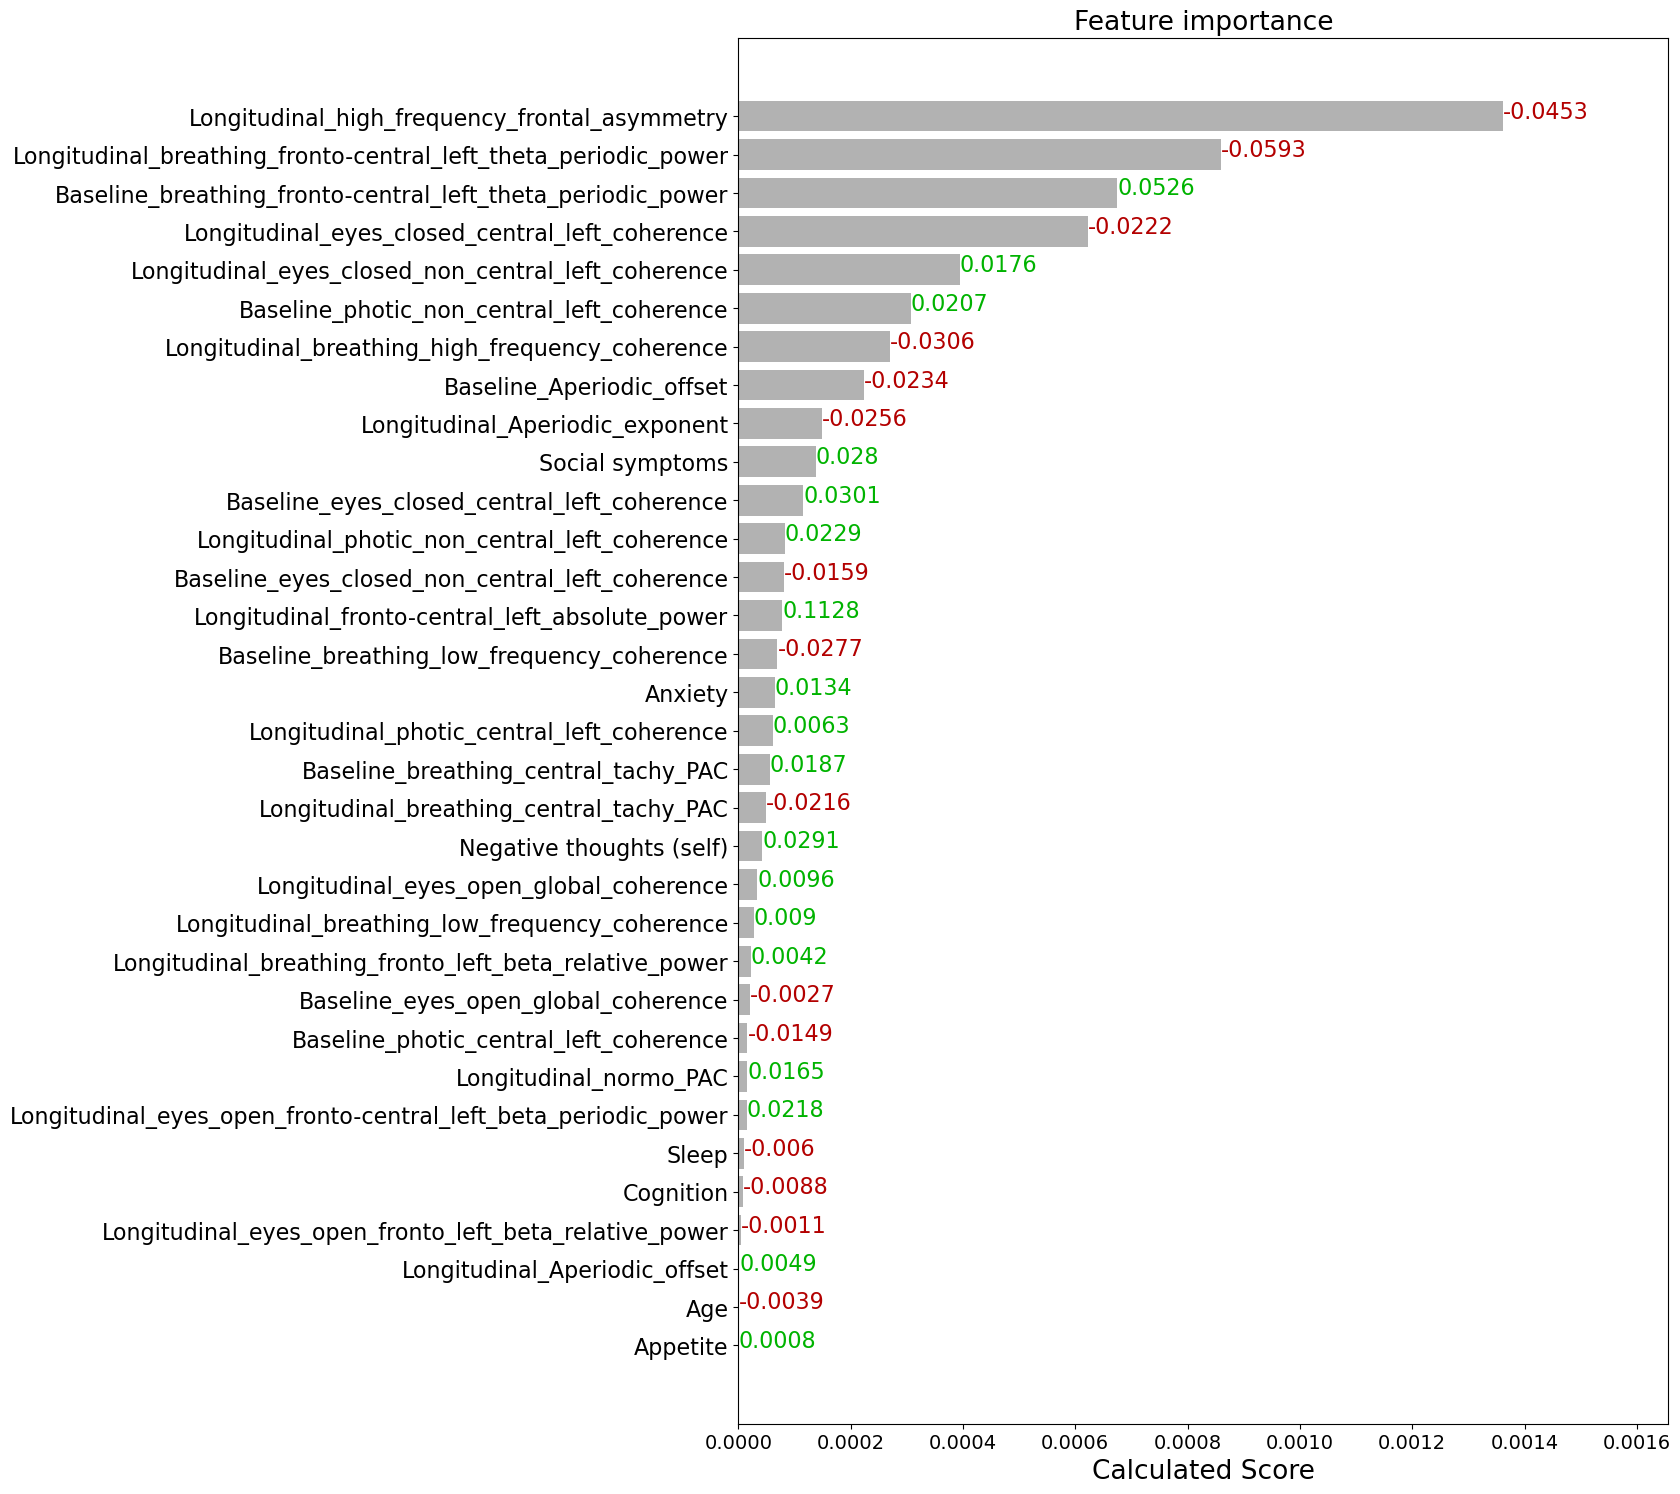 Feature importance
Longitudinal_high_frequency_frontal_asymmetry -0.0453
Longitudinal_breathing_fronto-central_left_theta_periodic_power -0.0593
Baseline_breathing_fronto-central_left_theta_periodic_power 0.0526
Longitudinal_eyes_closed_central_left_coherence -0.0222
Longitudinal_eyes_closed_non_central_left_coherence 0.0176
Baseline_photic_non_central_left_coherence 0.0207
Longitudinal_breathing_high_frequency_coherence -0.0306
Baseline_Aperiodic_offset -0.0234
Longitudinal_Aperiodic_exponent -0.0256
Social symptoms 0.028
Baseline_eyes_closed_central_left_coherence 0.0301
Longitudinal_photic_non_central_left_coherence 0.0229
Baseline_eyes_closed_non_central_left_coherence -0.0159
Longitudinal_fronto-central_left_absolute_power 0.1128
Baseline_breathing_low_frequency_coherence -0.0277
Anxiety 0.0134
Longitudinal_photic_central_left_coherence 0.0063
Baseline_breathing_central_tachy_PAC 0.0187
Longitudinal_breathing_central_tachy_PAC -0.0216
Negative thoughts (self) 0.0291
Longitudinal_eyes_open_global_coherence 0.0096
Longitudinal_breathing_low_frequency_coherence 0.009
Longitudinal_breathing_fronto_left_beta_relative_power 0.0042
Baseline_eyes_open_global_coherence -0.0027
Baseline_photic_central_left_coherence -0.0149
Longitudinal_normo_PAC 0.0165
Longitudinal_eyes_open_fronto-central_left_beta_periodic_power 0.0218
Sleep -0.006
Cognition -0.0088
Longitudinal_eyes_open_fronto_left_beta_relative_power -0.0011
Longitudinal_Aperiodic_offset 0.0049
Age -0.0039
Appetite 0.0008
0.0000 0.0002 0.0004 0.0006 0.0008 0.0010 0.0012 0.0014 0.0016
Calculated Score